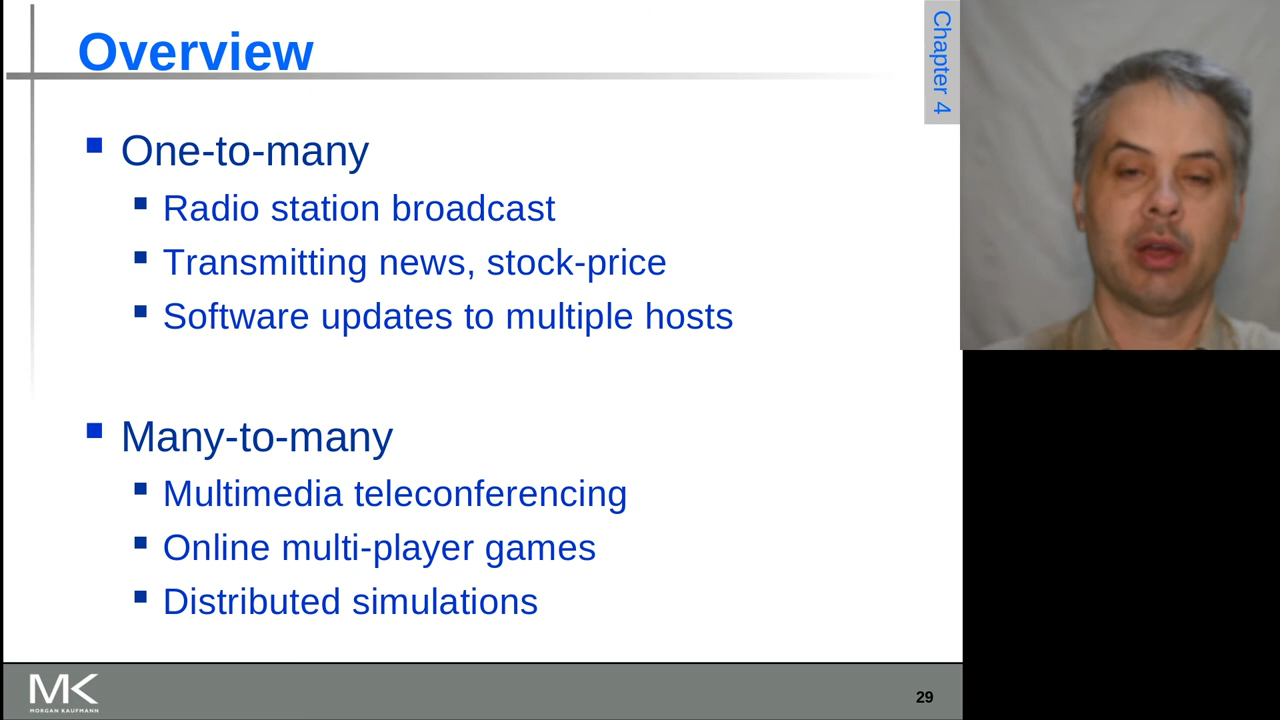 Overview
Chapter 4
One-to-many
Radio station broadcast
Transmitting news, stock-price
Software updates to multiple hosts
Many-to-many
Multimedia teleconferencing
Online multi-player games
Distributed simulations
MK
MORGAN KAUFMANN
29